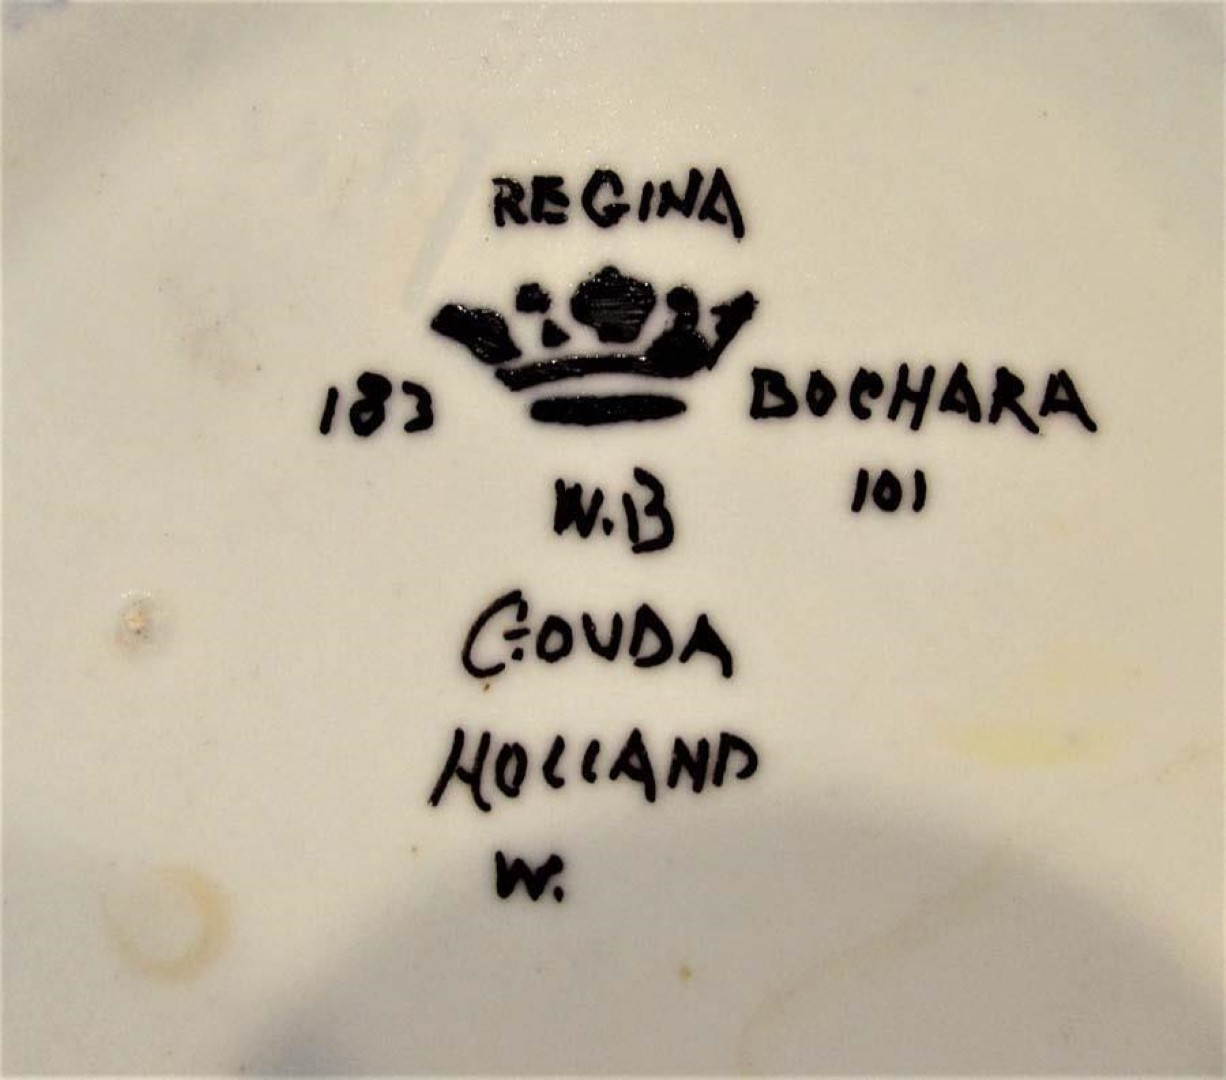 REGINA
183 BOCHARA
W.B 101
GOUDA
HOLLAND
W.